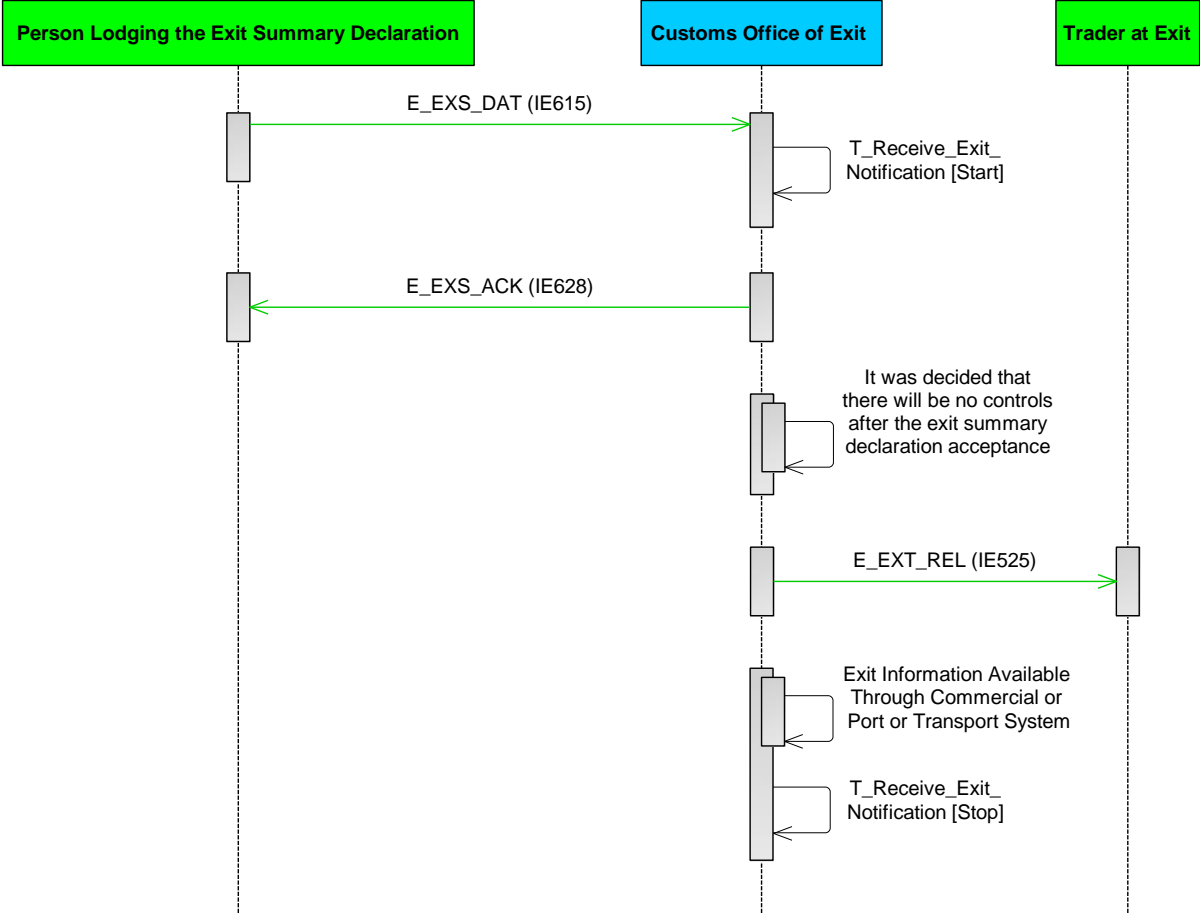 Person Lodging the Exit Summary Declaration
Customs Office of Exit
Trader at Exit
E_EXS_DAT (IE615)
T_Receive_Exit_
Notification [Start]
E_EXS_ACK (IE628)
It was decided that
there will be no controls
after the exit summary
declaration acceptance
E_EXT_REL (IE525)
Exit Information Available
Through Commercial or
Port or Transport System
T_Receive_Exit_
Notification [Stop]